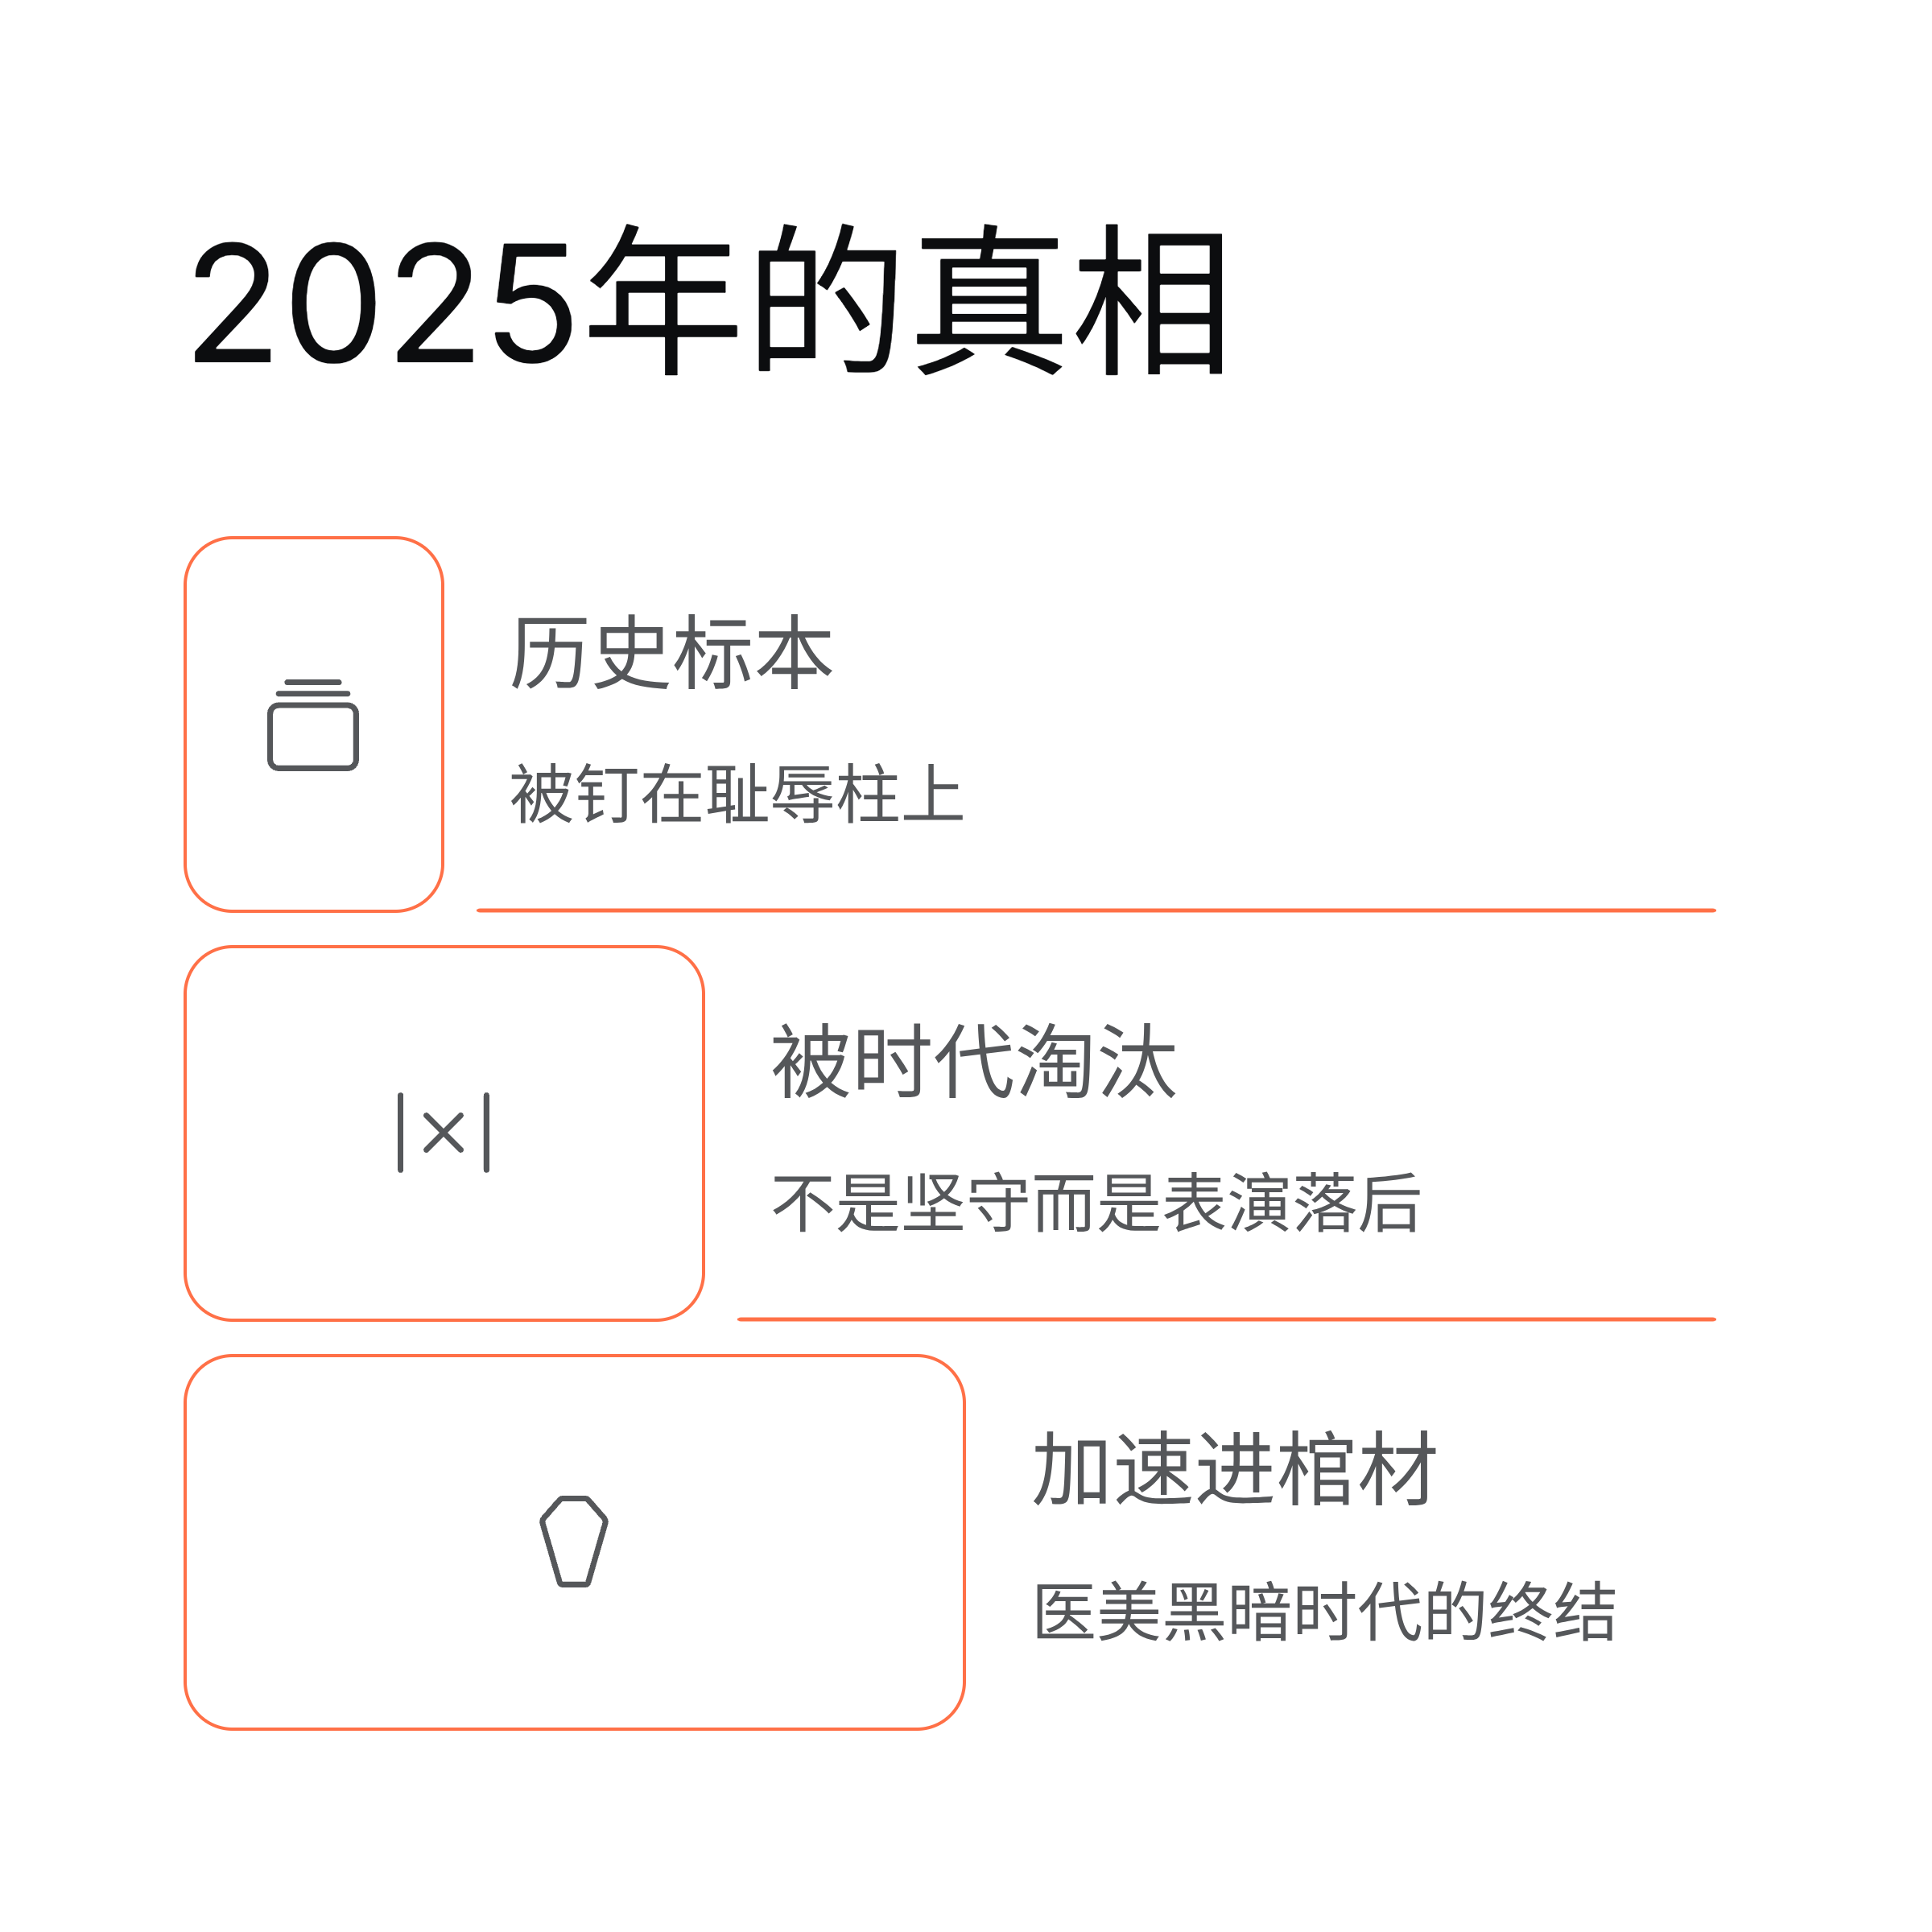 2025年的真相
历史标本
被钉在耻辱柱上
被时代淘汰
不是坚守而是表演落后
加速进棺材
医美黑暗时代的终结